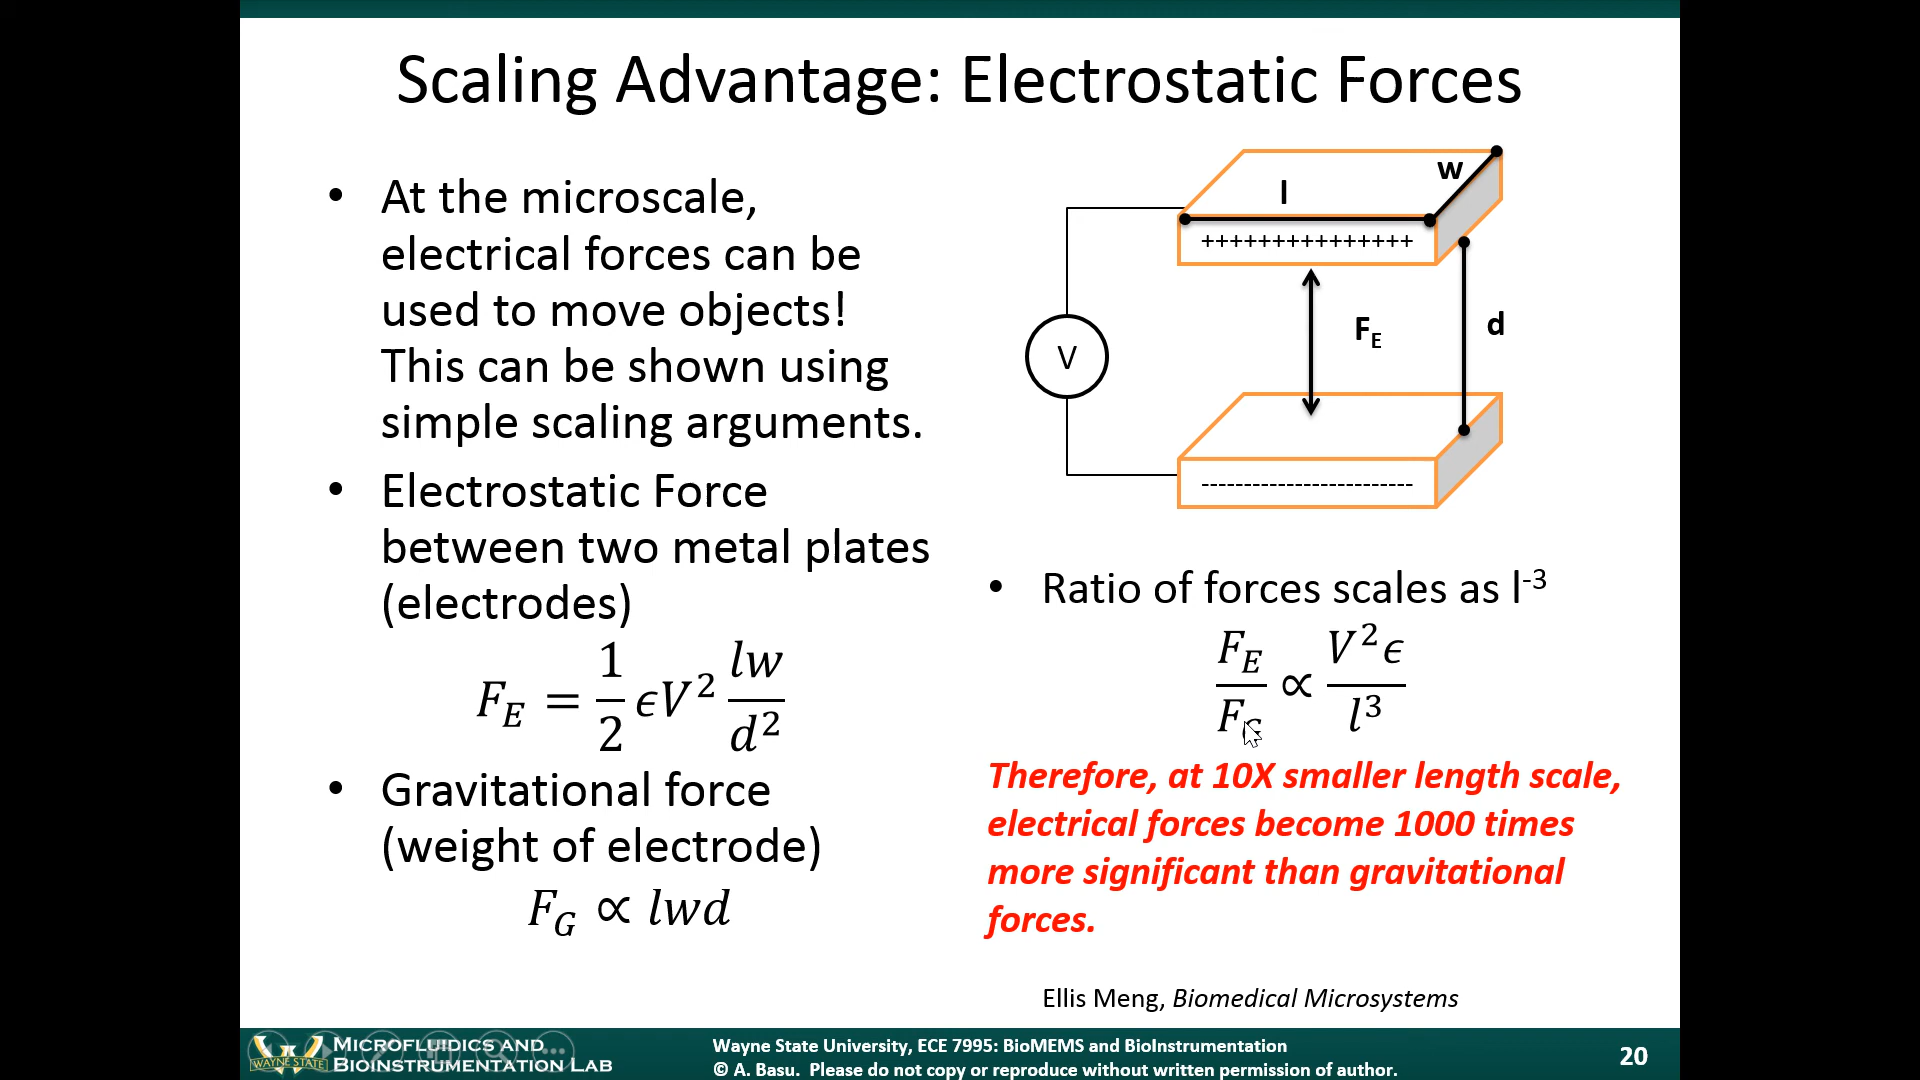 Scaling Advantage: Electrostatic Forces
• At the microscale,
electrical forces can be
used to move objects!
This can be shown using
simple scaling arguments.
• Electrostatic Force
between two metal plates
(electrodes)
F_E = 1/2 ϵV² lw/d²
• Gravitational force
(weight of electrode)
F_G ∝ lwd
w
l
+++++++++++++++
V
F_E
d
-------------------------
• Ratio of forces scales as l⁻³
F_E/F_G ∝ V²ϵ/l³
Therefore, at 10X smaller length scale,
electrical forces become 1000 times
more significant than gravitational
forces.
Ellis Meng, Biomedical Microsystems
WAYNE STATE
Microfluidics and
Bioinstrumentation Lab
Wayne State University, ECE 7995: BioMEMS and BioInstrumentation
© A. Basu. Please do not copy or reproduce without written permission of author.
20